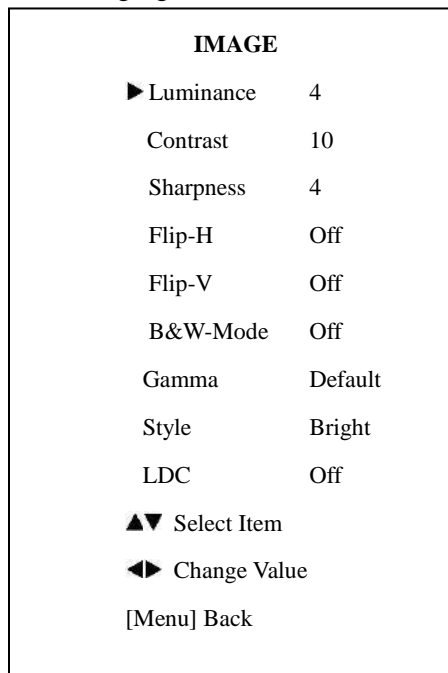 IMAGE
▶Luminance 4
Contrast 10
Sharpness 4
Flip-H Off
Flip-V Off
B&W-Mode Off
Gamma Default
Style Bright
LDC Off
▲▼ Select Item
◀▶ Change Value
[Menu] Back